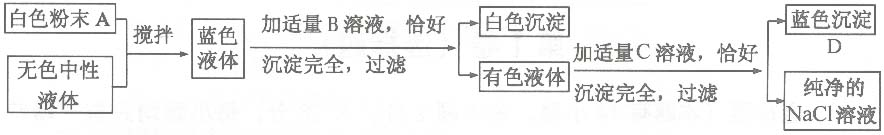 白色粉末 A
无色中性
液体
搅拌
蓝色
液体
加适量 B 溶液，恰好
沉淀完全，过滤
白色沉淀
有色液体
加适量C溶液，恰好
沉淀完全，过滤
蓝色沉淀
D
纯净的
NaCl溶液